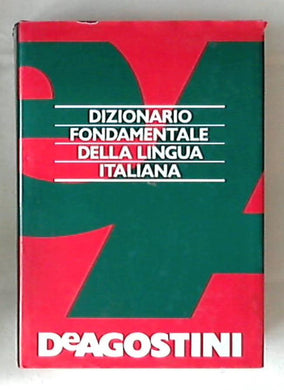 DIZIONARIO
FONDAMENTALE
DELLA LINGUA
ITALIANA
DeAGOSTINI